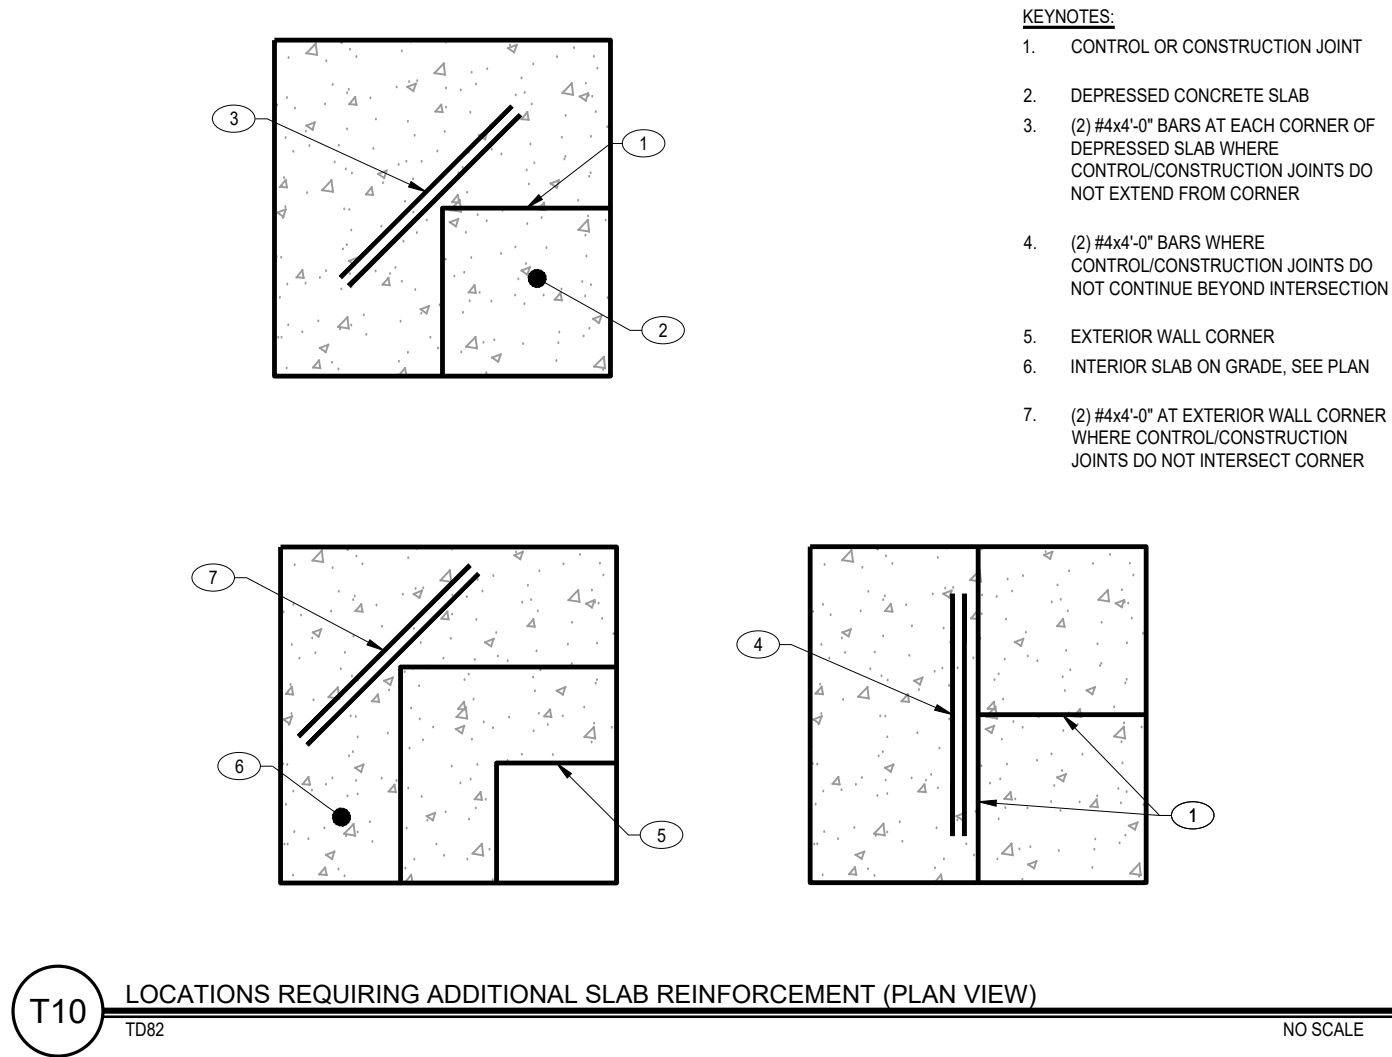 KEYNOTES:
1. CONTROL OR CONSTRUCTION JOINT
2. DEPRESSED CONCRETE SLAB
3. (2) #4x4'-0" BARS AT EACH CORNER OF
DEPRESSED SLAB WHERE
CONTROL/CONSTRUCTION JOINTS DO
NOT EXTEND FROM CORNER
4. (2) #4x4'-0" BARS WHERE
CONTROL/CONSTRUCTION JOINTS DO
NOT CONTINUE BEYOND INTERSECTION
5. EXTERIOR WALL CORNER
6. INTERIOR SLAB ON GRADE, SEE PLAN
7. (2) #4x4'-0" AT EXTERIOR WALL CORNER
WHERE CONTROL/CONSTRUCTION
JOINTS DO NOT INTERSECT CORNER
3
1
2
7
6
5
4
1
T10
LOCATIONS REQUIRING ADDITIONAL SLAB REINFORCEMENT (PLAN VIEW)
TD82
NO SCALE